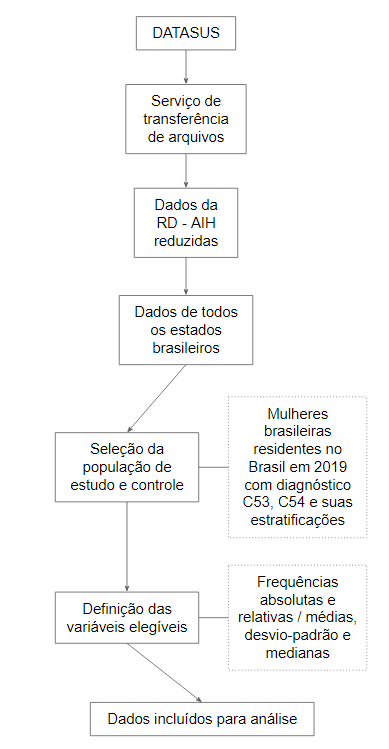 DATASUS
Serviço de
transferência
de arquivos
Dados da
RD - AIH
reduzidas
Dados de todos
os estados
brasileiros
Seleção da
população de
estudo e controle
Mulheres
brasileiras
residentes no
Brasil em 2019
com diagnóstico
C53, C54 e suas
estratificações
Definição das
variáveis elegíveis
Frequências
absolutas e
relativas / médias,
desvio-padrão e
medianas
Dados incluídos para análise